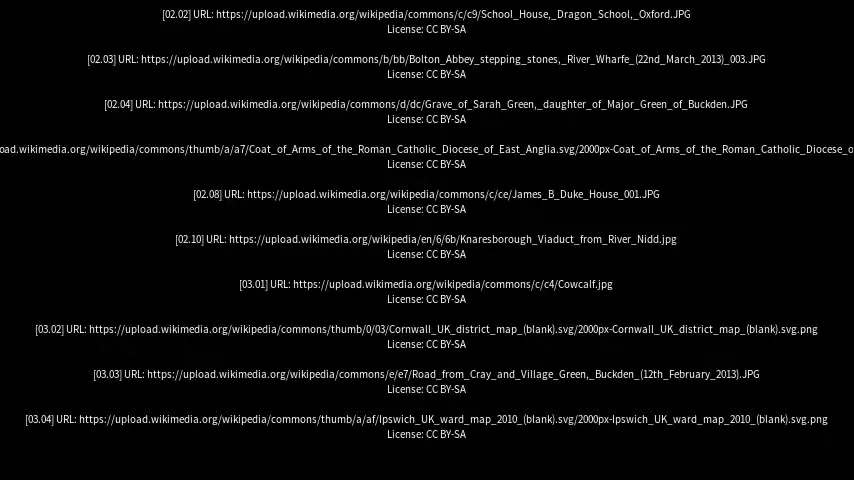 [02.02] URL: https://upload.wikimedia.org/wikipedia/commons/c/c9/School_House,_Dragon_School,_Oxford.JPG
License: CC BY-SA
[02.03] URL: https://upload.wikimedia.org/wikipedia/commons/b/bb/Bolton_Abbey_stepping_stones,_River_Wharfe_(22nd_March_2013)_003.JPG
License: CC BY-SA
[02.04] URL: https://upload.wikimedia.org/wikipedia/commons/d/dc/Grave_of_Sarah_Green,_daughter_of_Major_Green_of_Buckden.JPG
License: CC BY-SA
oad.wikimedia.org/wikipedia/commons/thumb/a/a7/Coat_of_Arms_of_the_Roman_Catholic_Diocese_of_East_Anglia.svg/2000px-Coat_of_Arms_of_the_Roman_Catholic_Diocese_o
License: CC BY-SA
[02.08] URL: https://upload.wikimedia.org/wikipedia/commons/c/ce/James_B_Duke_House_001.JPG
License: CC BY-SA
[02.10] URL: https://upload.wikimedia.org/wikipedia/en/6/6b/Knaresborough_Viaduct_from_River_Nidd.jpg
License: CC BY-SA
[03.01] URL: https://upload.wikimedia.org/wikipedia/commons/c/c4/Cowcalf.jpg
License: CC BY-SA
[03.02] URL: https://upload.wikimedia.org/wikipedia/commons/thumb/0/03/Cornwall_UK_district_map_(blank).svg/2000px-Cornwall_UK_district_map_(blank).svg.png
License: CC BY-SA
[03.03] URL: https://upload.wikimedia.org/wikipedia/commons/e/e7/Road_from_Cray_and_Village_Green,_Buckden_(12th_February_2013).JPG
License: CC BY-SA
[03.04] URL: https://upload.wikimedia.org/wikipedia/commons/thumb/a/af/Ipswich_UK_ward_map_2010_(blank).svg/2000px-Ipswich_UK_ward_map_2010_(blank).svg.png
License: CC BY-SA